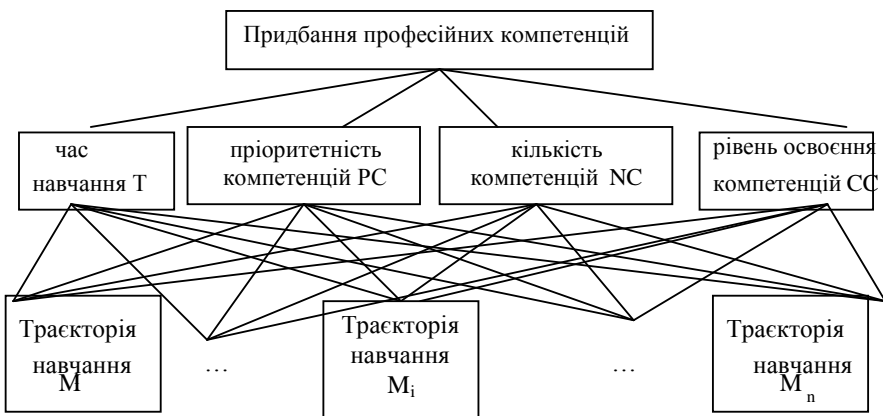 Придбання професійних компетенцій
час
навчання T
пріоритетність
компетенцій PC
кількість
компетенцій NC
рівень освоєння
компетенцій CC
Траєкторія
навчання
M
...
Траєкторія
навчання
Mi
...
Траєкторія
навчання
Mn